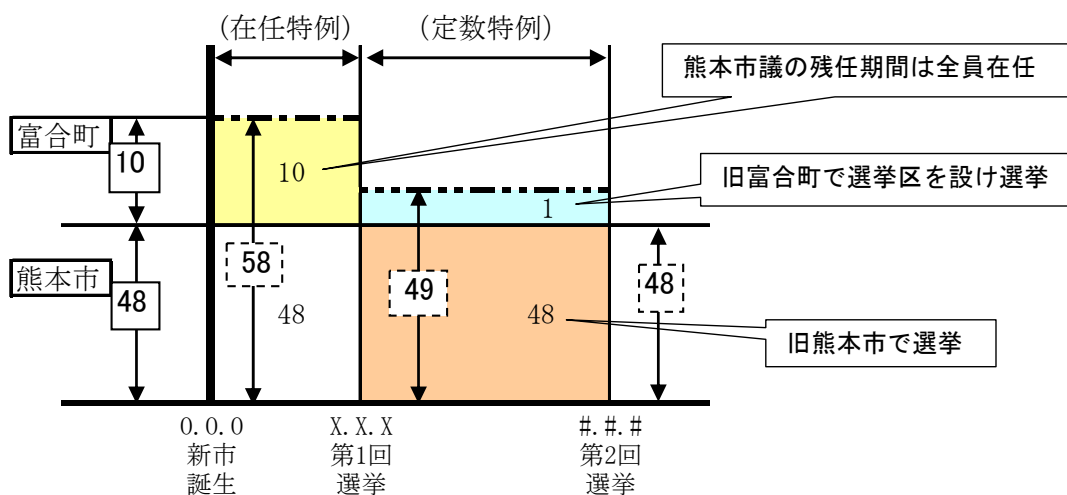 (在任特例)
(定数特例)
熊本市議の残任期間は全員在任
富合町
10
10
旧富合町で選挙区を設け選挙
1
熊本市
48
58
48
49
48
48
旧熊本市で選挙
0.0.0
新市
誕生
X.X.X
第1回
選挙
#.#.#
第2回
選挙